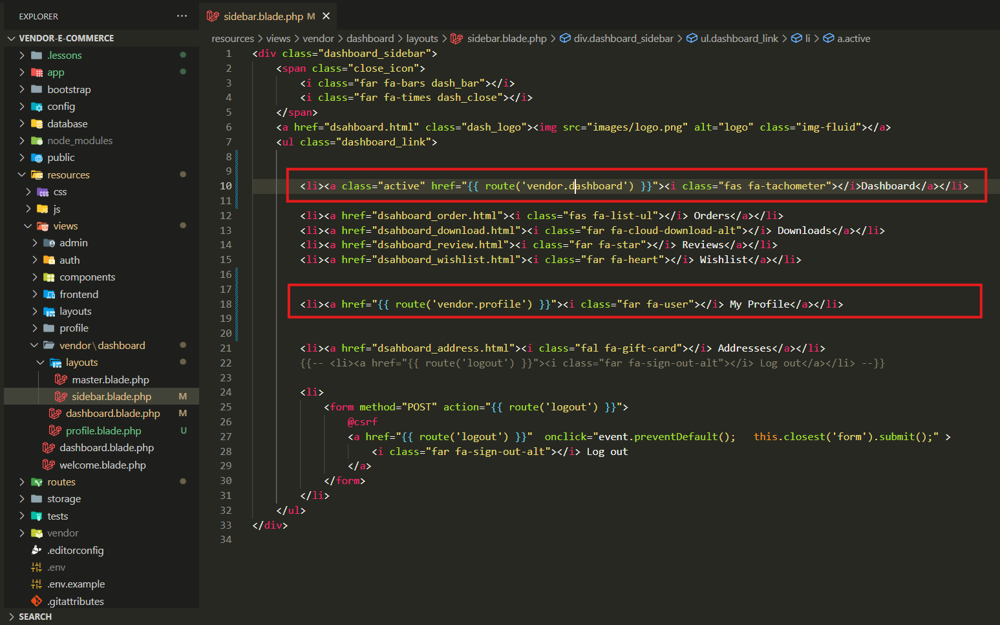 EXPLORER
···
sidebar.blade.php M
VENDOR-E-COMMERCE
.lessons
app
bootstrap
config
database
node_modules
public
resources
css
js
views
admin
auth
components
frontend
layouts
profile
vendor\dashboard
layouts
master.blade.php
sidebar.blade.php M
dashboard.blade.php M
profile.blade.php U
dashboard.blade.php
welcome.blade.php
routes
storage
tests
vendor
.editorconfig
.env
.env.example
.gitattributes
SEARCH
resources > views > vendor > dashboard > layouts > sidebar.blade.php > div.dashboard_sidebar > ul.dashboard_link > li > a.active
1 <div class="dashboard_sidebar">
2 <span class="close_icon">
3 <i class="far fa-bars dash_bar"></i>
4 <i class="far fa-times dash_close"></i>
5 </span>
6 <a href="dsahboard.html" class="dash_logo"><img src="images/logo.png" alt="logo" class="img-fluid"></a>
7 <ul class="dashboard_link">
8
9
10 <li><a class="active" href="{{ route('vendor.dashboard') }}"><i class="fas fa-tachometer"></i>Dashboard</a></li>
11
12 <li><a href="dsahboard_order.html"><i class="fas fa-list-ul"></i> Orders</a></li>
13 <li><a href="dsahboard_download.html"><i class="far fa-cloud-download-alt"></i> Downloads</a></li>
14 <li><a href="dsahboard_review.html"><i class="far fa-star"></i> Reviews</a></li>
15 <li><a href="dsahboard_wishlist.html"><i class="far fa-heart"></i> Wishlist</a></li>
16
17
18 <li><a href="{{ route('vendor.profile') }}"><i class="far fa-user"></i> My Profile</a></li>
19
20
21 <li><a href="dsahboard_address.html"><i class="fal fa-gift-card"></i> Addresses</a></li>
22 {{-- <li><a href="{{ route('logout') }}"><i class="far fa-sign-out-alt"></i> Log out</a></li> --}}
23
24 <li>
25 <form method="POST" action="{{ route('logout') }}">
26 @csrf
27 <a href="{{ route('logout') }}"  onclick="event.preventDefault();   this.closest('form').submit();" >
28 <i class="far fa-sign-out-alt"></i> Log out
29 </a>
30 </form>
31 </li>
32 </ul>
33 </div>
34